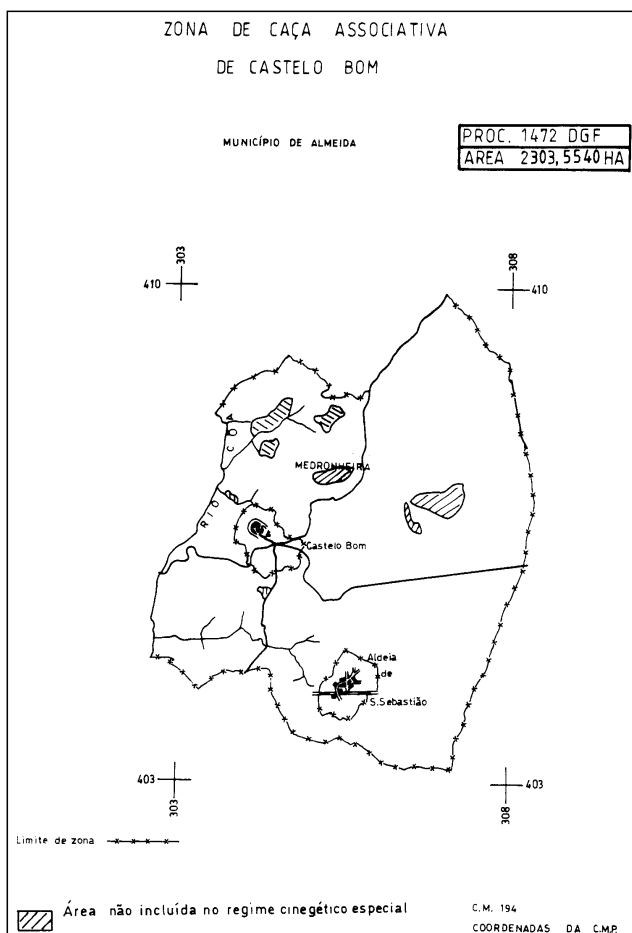 ZONA DE CAÇA ASSOCIATIVA
DE CASTELO BOM
MUNICÍPIO DE ALMEIDA
PROC. 1472 DGF
AREA 2303,5540 HA
303
410
308
410
RIO CÔA
MEDRONHEIRA
Castelo Bom
Aldeia
de
S.Sebastião
403
303
403
308
Limite de zona
Área não incluída no regime cinegético especial
C.M. 194
COORDENADAS DA C.M.P.